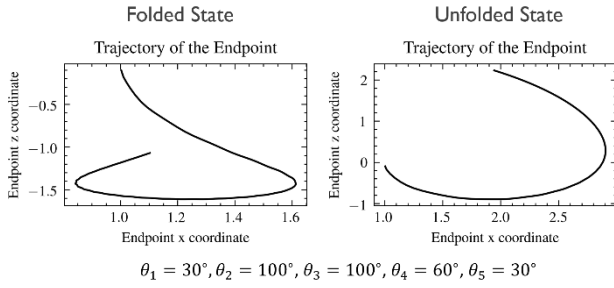 Folded State
Unfolded State
Trajectory of the Endpoint
Trajectory of the Endpoint
Endpoint z coordinate
−0.5
−1.0
−1.5
1.0
1.2
1.4
1.6
Endpoint x coordinate
Endpoint z coordinate
2
1
0
−1
1.0
1.5
2.0
2.5
Endpoint x coordinate
θ₁ = 30°, θ₂ = 100°, θ₃ = 100°, θ₄ = 60°, θ₅ = 30°